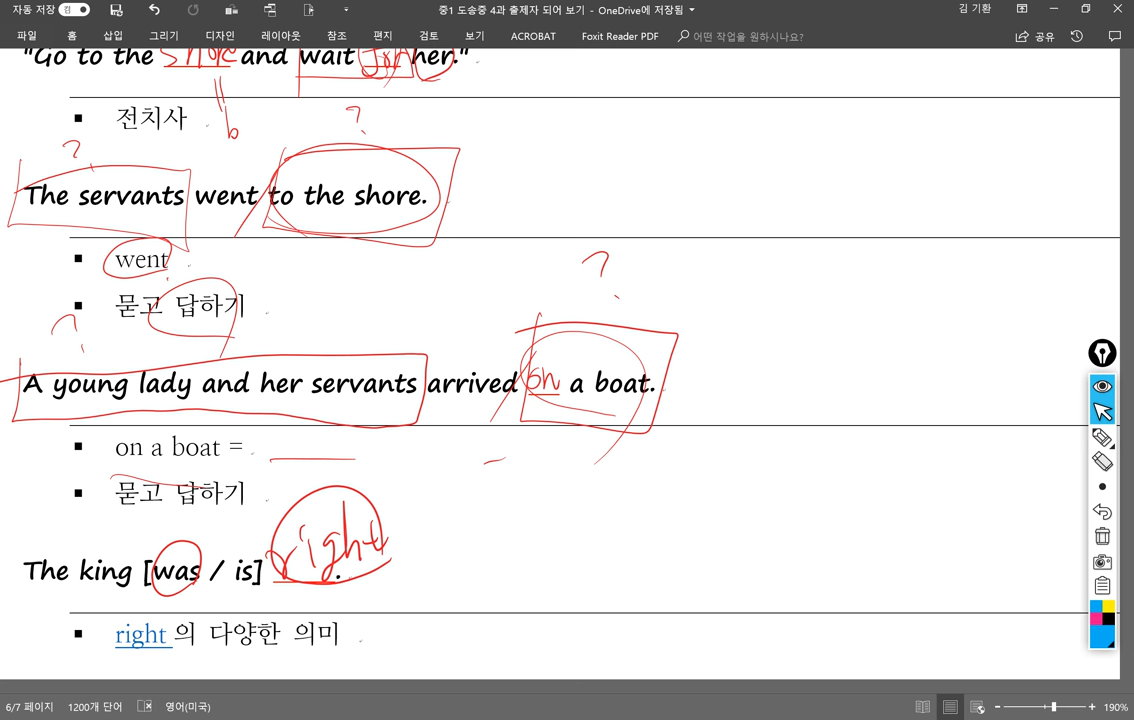 자동 저장 컴
중1 도송중 4과 출제자 되어 보기 - OneDrive에 저장됨
김 기환
파일 홈 삽입 그리기 디자인 레이아웃 참조 편지 검토 보기 ACROBAT Foxit Reader PDF 어떤 작업을 원하시나요? 공유
"Go to the shore and wait for her."
▪ 전치사
b
?
?
The servants went to the shore.
▪ went
?
▪ 묻고 답하기
?
A young lady and her servants arrived on a boat.
▪ on a boat =
▪ 묻고 답하기
The king [was / is] right.
▪ right 의 다양한 의미
6/7 페이지 1200개 단어 영어(미국) 190%